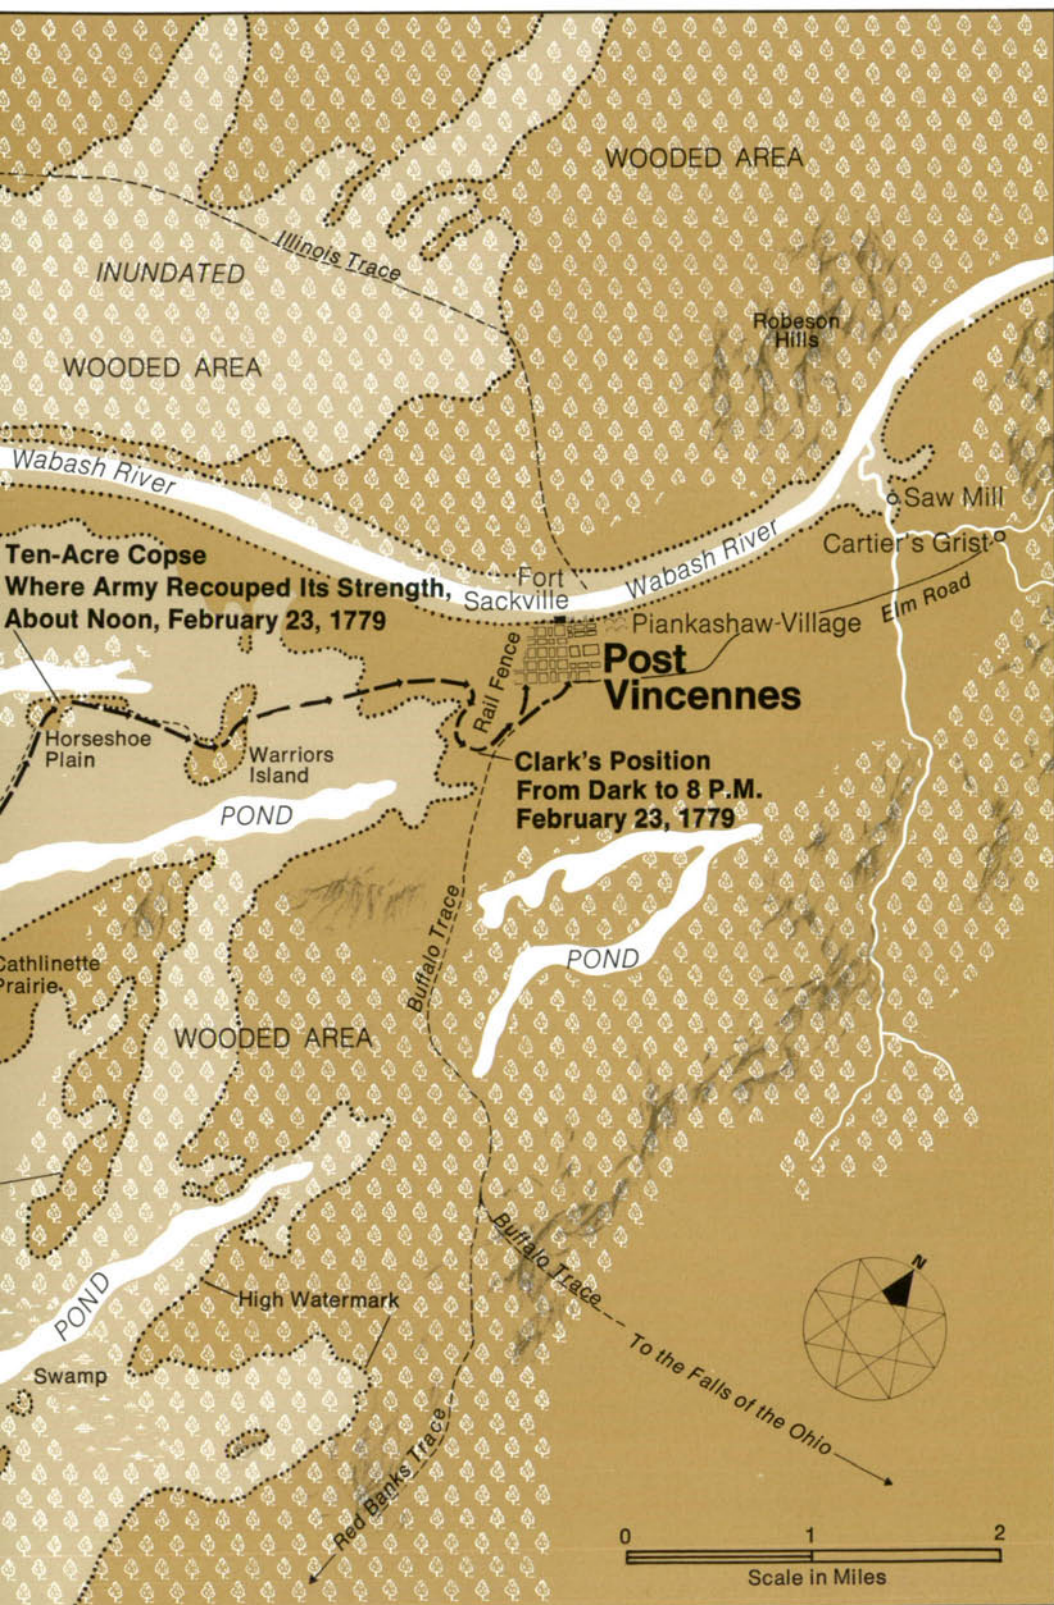 WOODED AREA
Illinois Trace
INUNDATED
WOODED AREA
Robeson
Hills
Wabash River
Saw Mill
Cartier's Grist
Ten-Acre Copse
Where Army Recouped Its Strength,
About Noon, February 23, 1779
Fort
Sackville
Wabash River
Elm Road
Piankashaw-Village
Rail Fence
Post
Vincennes
Horseshoe
Plain
Warriors
Island
Clark's Position
From Dark to 8 P.M.
February 23, 1779
POND
Buffalo Trace
POND
Cathlinette
Prairie
WOODED AREA
Buffalo Trace
N
POND
High Watermark
To the Falls of the Ohio
Swamp
Red Banks Trace
0 1 2
Scale in Miles